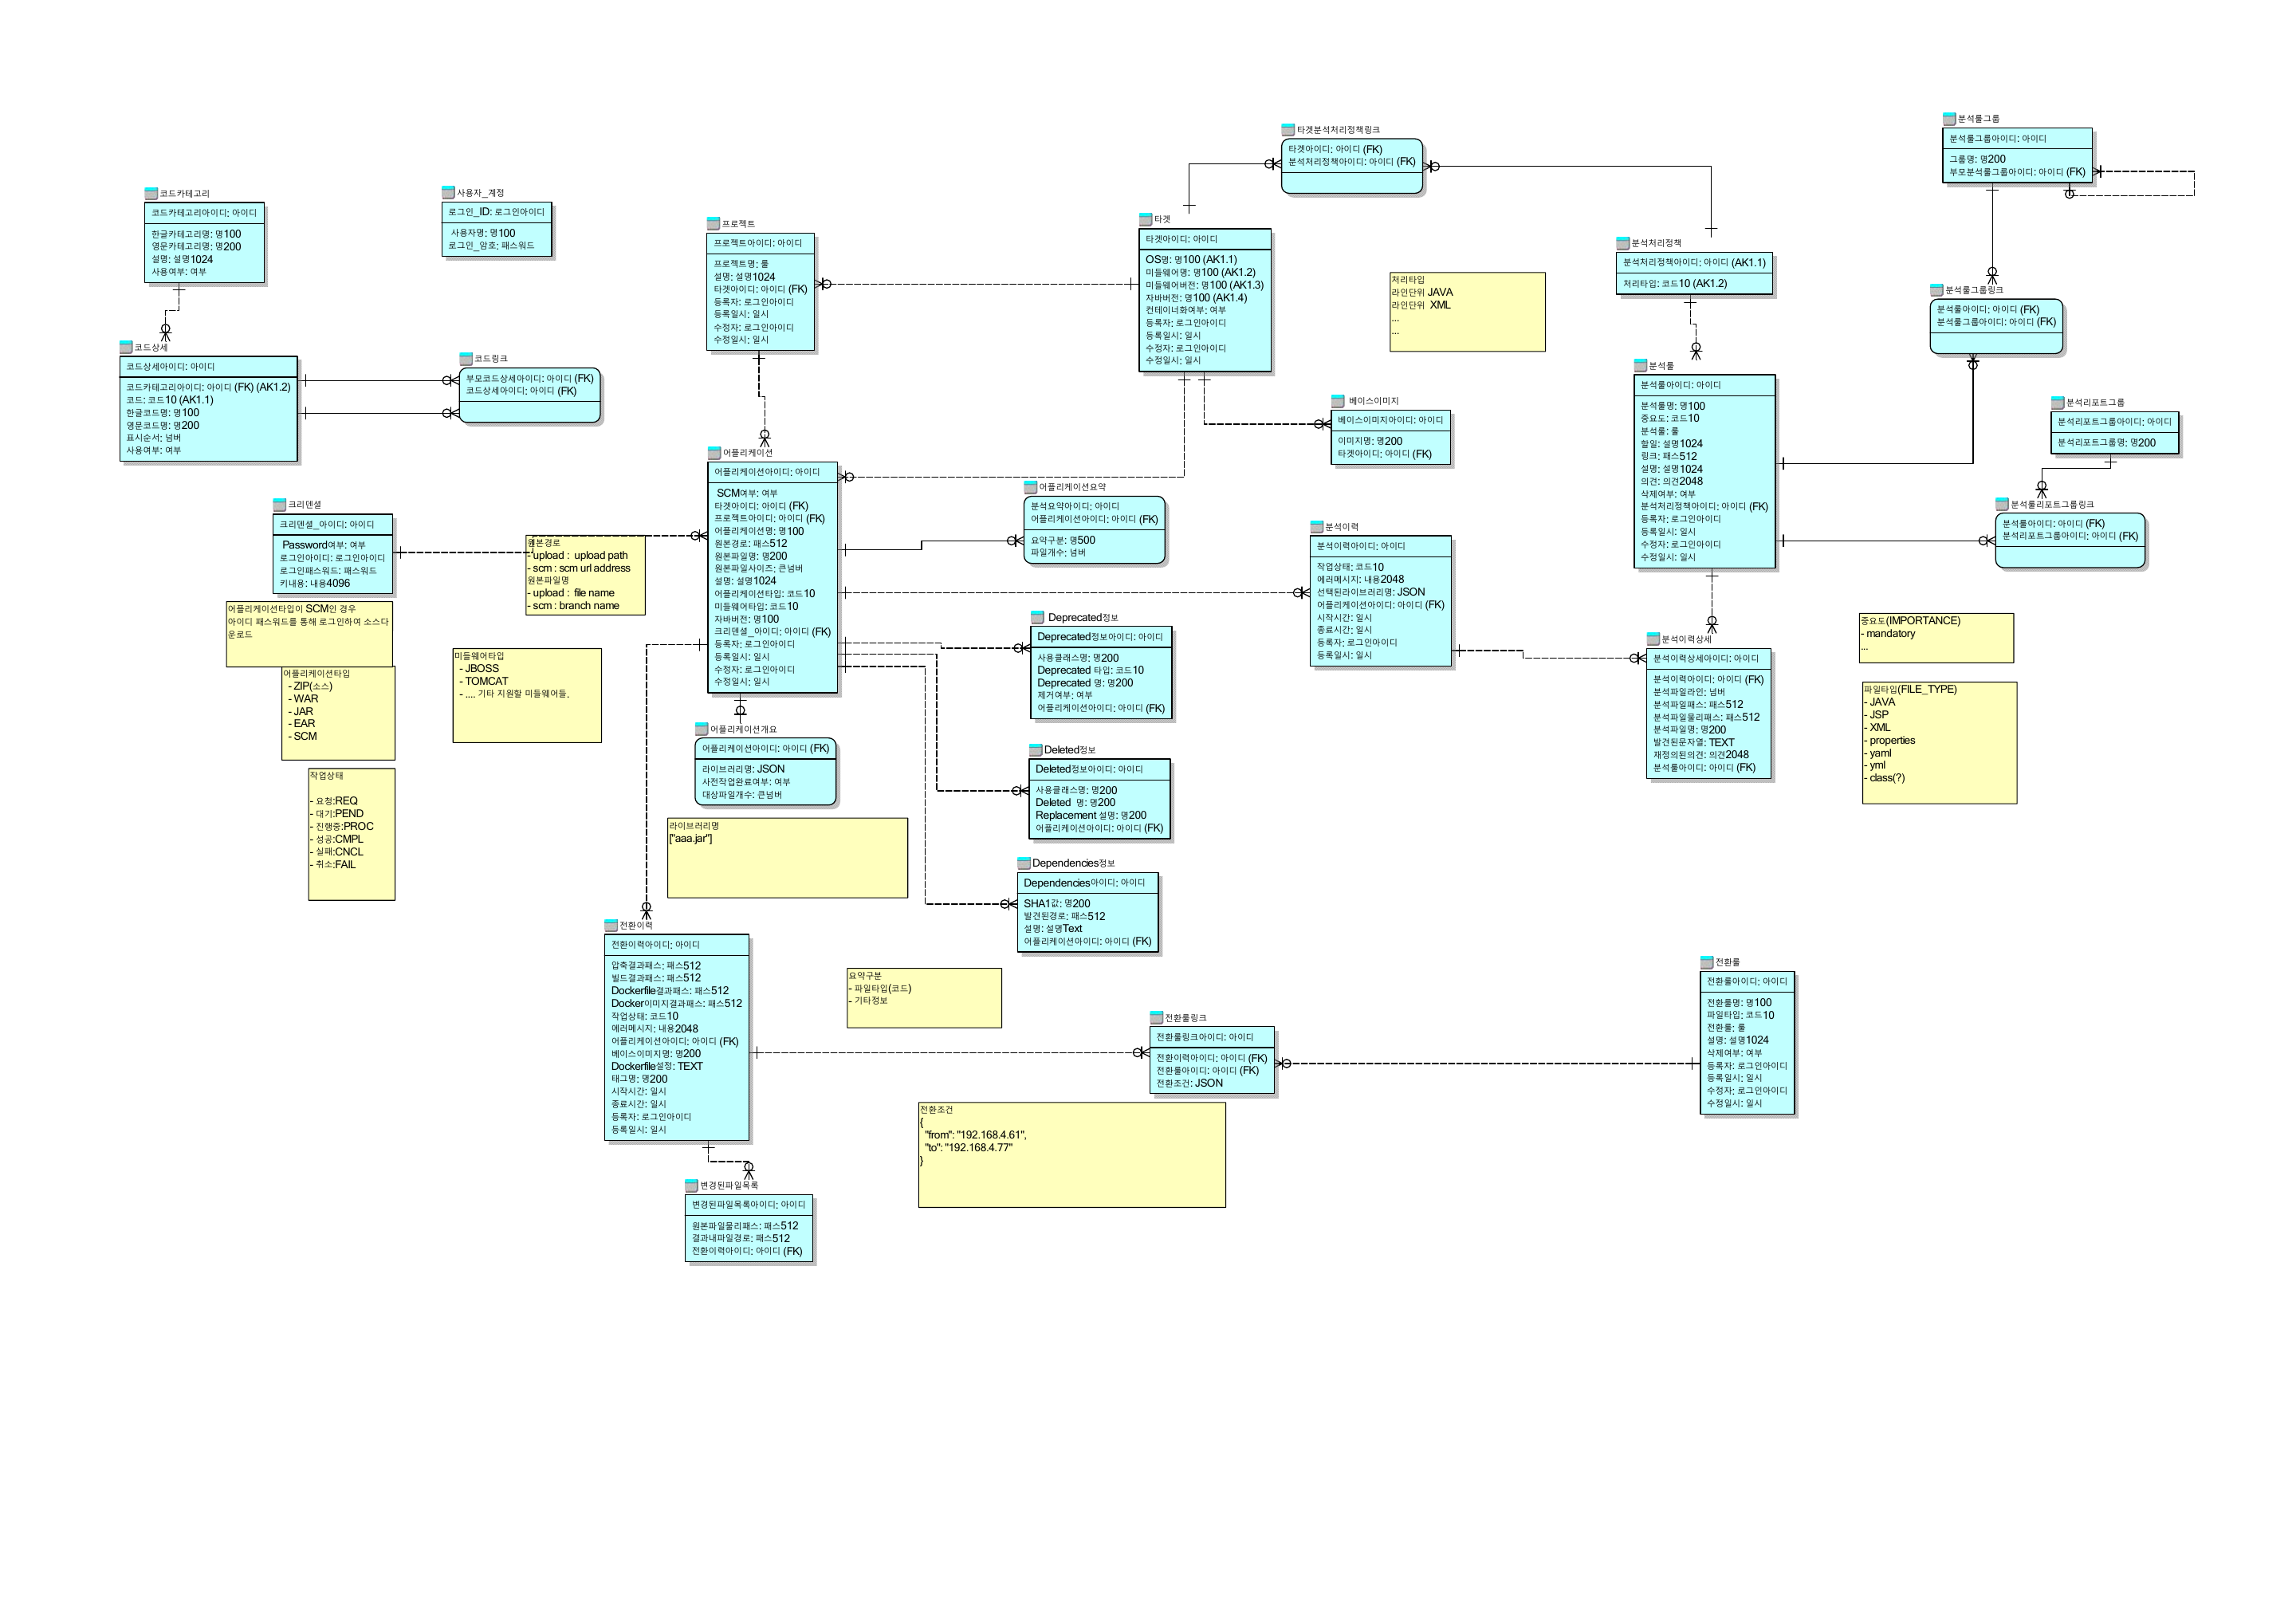 타겟분석처리정책링크
타겟아이디: 아이디 (FK)
분석처리정책아이디: 아이디 (FK)
분석룰그룹
분석룰그룹아이디: 아이디
그룹명: 명200
부모분석룰그룹아이디: 아이디 (FK)
코드카테고리
코드카테고리아이디: 아이디
한글카테고리명: 명100
영문카테고리명: 명200
설명: 설명1024
사용여부: 여부
사용자_계정
로그인_ID: 로그인아이디
사용자명: 명100
로그인_암호: 패스워드
프로젝트
프로젝트아이디: 아이디
프로젝트명: 룰
설명: 설명1024
타겟아이디: 아이디 (FK)
등록자: 로그인아이디
등록일시: 일시
수정자: 로그인아이디
수정일시: 일시
타겟
타겟아이디: 아이디
OS명: 명100 (AK1.1)
미들웨어명: 명100 (AK1.2)
미들웨어버전: 명100 (AK1.3)
자바버전: 명100 (AK1.4)
컨테이너화여부: 여부
등록자: 로그인아이디
등록일시: 일시
수정자: 로그인아이디
수정일시: 일시
처리타입
라인단위 JAVA
라인단위 XML
...
...
분석처리정책
분석처리정책아이디: 아이디 (AK1.1)
처리타입: 코드10 (AK1.2)
분석룰그룹링크
분석룰아이디: 아이디 (FK)
분석룰그룹아이디: 아이디 (FK)
코드상세
코드상세아이디: 아이디
코드카테고리아이디: 아이디 (FK) (AK1.2)
코드: 코드10 (AK1.1)
한글코드명: 명100
영문코드명: 명200
표시순서: 넘버
사용여부: 여부
코드링크
부모코드상세아이디: 아이디 (FK)
코드상세아이디: 아이디 (FK)
베이스이미지
베이스이미지아이디: 아이디
이미지명: 명200
타겟아이디: 아이디 (FK)
분석룰
분석룰아이디: 아이디
분석룰명: 명100
중요도: 코드10
분석룰: 룰
할일: 설명1024
링크: 패스512
설명: 설명1024
의견: 의견2048
삭제여부: 여부
분석처리정책아이디: 아이디 (FK)
등록자: 로그인아이디
등록일시: 일시
수정자: 로그인아이디
수정일시: 일시
분석리포트그룹
분석리포트그룹아이디: 아이디
분석리포트그룹명: 명200
분석룰리포트그룹링크
분석룰아이디: 아이디 (FK)
분석리포트그룹아이디: 아이디 (FK)
크리덴셜
크리덴셜_아이디: 아이디
Password여부: 여부
로그인아이디: 로그인아이디
로그인패스워드: 패스워드
키내용: 내용4096
어플리케이션타입이 SCM인 경우
아이디 패스워드를 통해 로그인하여 소스다
운로드
어플리케이션타입
- ZIP(소스)
- WAR
- JAR
- EAR
- SCM
작업상태
- 요청:REQ
- 대기:PEND
- 진행중:PROC
- 성공:CMPL
- 실패:CNCL
- 취소:FAIL
원본경로
- upload : upload path
- scm : scm url address
원본파일명
- upload : file name
- scm : branch name
미들웨어타입
- JBOSS
- TOMCAT
- .... 기타 지원할 미들웨어들.
어플리케이션
어플리케이션아이디: 아이디
SCM여부: 여부
타겟아이디: 아이디 (FK)
프로젝트아이디: 아이디 (FK)
어플리케이션명: 명100
원본경로: 패스512
원본파일명: 명200
원본파일사이즈: 큰넘버
설명: 설명1024
어플리케이션타입: 코드10
미들웨어타입: 코드10
자바버전: 명100
크리덴셜_아이디: 아이디 (FK)
등록자: 로그인아이디
등록일시: 일시
수정자: 로그인아이디
수정일시: 일시
어플리케이션요약
분석요약아이디: 아이디
어플리케이션아이디: 아이디 (FK)
요약구분: 명500
파일개수: 넘버
분석이력
분석이력아이디: 아이디
작업상태: 코드10
에러메시지: 내용2048
선택된라이브러리명: JSON
어플리케이션아이디: 아이디 (FK)
시작시간: 일시
종료시간: 일시
등록자: 로그인아이디
등록일시: 일시
Deprecated정보
Deprecated정보아이디: 아이디
사용클래스명: 명200
Deprecated 타입: 코드10
Deprecated 명: 명200
제거여부: 여부
어플리케이션아이디: 아이디 (FK)
분석이력상세
분석이력상세아이디: 아이디
분석이력아이디: 아이디 (FK)
분석파일라인: 넘버
분석파일패스: 패스512
분석파일물리패스: 패스512
분석파일명: 명200
발견된문자열: TEXT
재정의된의견: 의견2048
분석룰아이디: 아이디 (FK)
중요도(IMPORTANCE)
- mandatory
...
파일타입(FILE_TYPE)
- JAVA
- JSP
- XML
- properties
- yaml
- yml
- class(?)
어플리케이션개요
어플리케이션아이디: 아이디 (FK)
라이브러리명: JSON
사전작업완료여부: 여부
대상파일개수: 큰넘버
라이브러리명
["aaa.jar"]
Deleted정보
Deleted정보아이디: 아이디
사용클래스명: 명200
Deleted 명: 명200
Replacement 설명: 명200
어플리케이션아이디: 아이디 (FK)
Dependencies정보
Dependencies아이디: 아이디
SHA1값: 명200
발견된경로: 패스512
설명: 설명Text
어플리케이션아이디: 아이디 (FK)
전환이력
전환이력아이디: 아이디
압축결과패스: 패스512
빌드결과패스: 패스512
Dockerfile결과패스: 패스512
Docker이미지결과패스: 패스512
작업상태: 코드10
에러메시지: 내용2048
어플리케이션아이디: 아이디 (FK)
베이스이미지명: 명200
Dockerfile설정: TEXT
태그명: 명200
시작시간: 일시
종료시간: 일시
등록자: 로그인아이디
등록일시: 일시
요약구분
- 파일타입(코드)
- 기타정보
전환룰링크
전환룰링크아이디: 아이디
전환이력아이디: 아이디 (FK)
전환룰아이디: 아이디 (FK)
전환조건: JSON
전환룰
전환룰아이디: 아이디
전환룰명: 명100
파일타입: 코드10
전환룰: 룰
설명: 설명1024
삭제여부: 여부
등록자: 로그인아이디
등록일시: 일시
수정자: 로그인아이디
수정일시: 일시
전환조건
{
"from": "192.168.4.61",
"to": "192.168.4.77"
}
변경된파일목록
변경된파일목록아이디: 아이디
원본파일물리패스: 패스512
결과내파일경로: 패스512
전환이력아이디: 아이디 (FK)